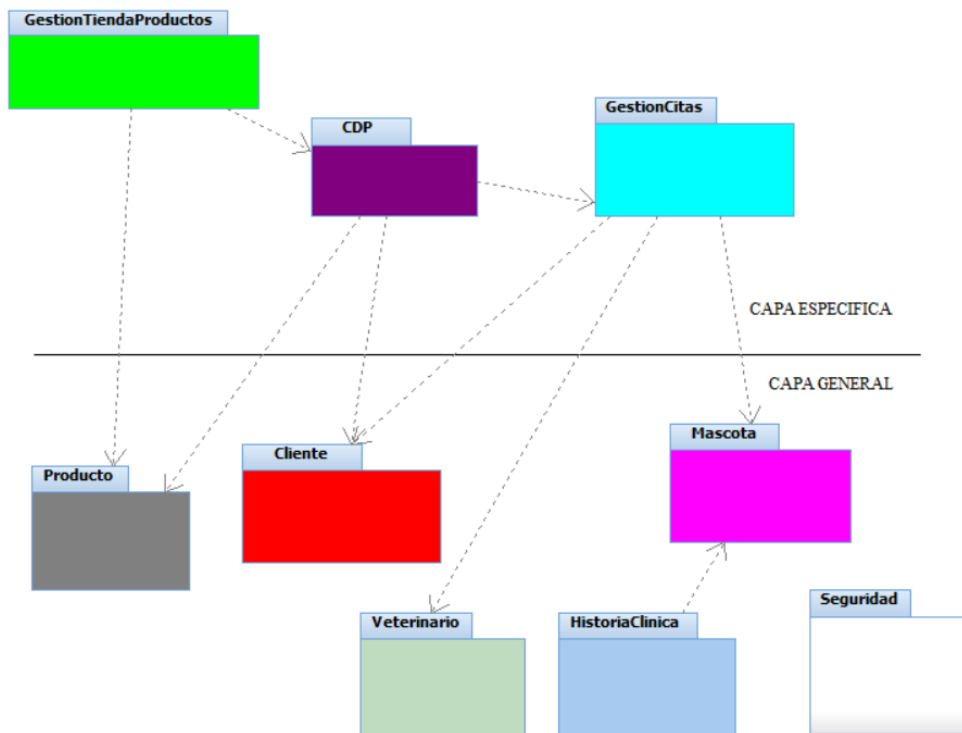 GestionTiendaProductos
GestionCitas
CDP
CAPA ESPECIFICA
CAPA GENERAL
Mascota
Cliente
Producto
Veterinario
HistoriaClinica
Seguridad